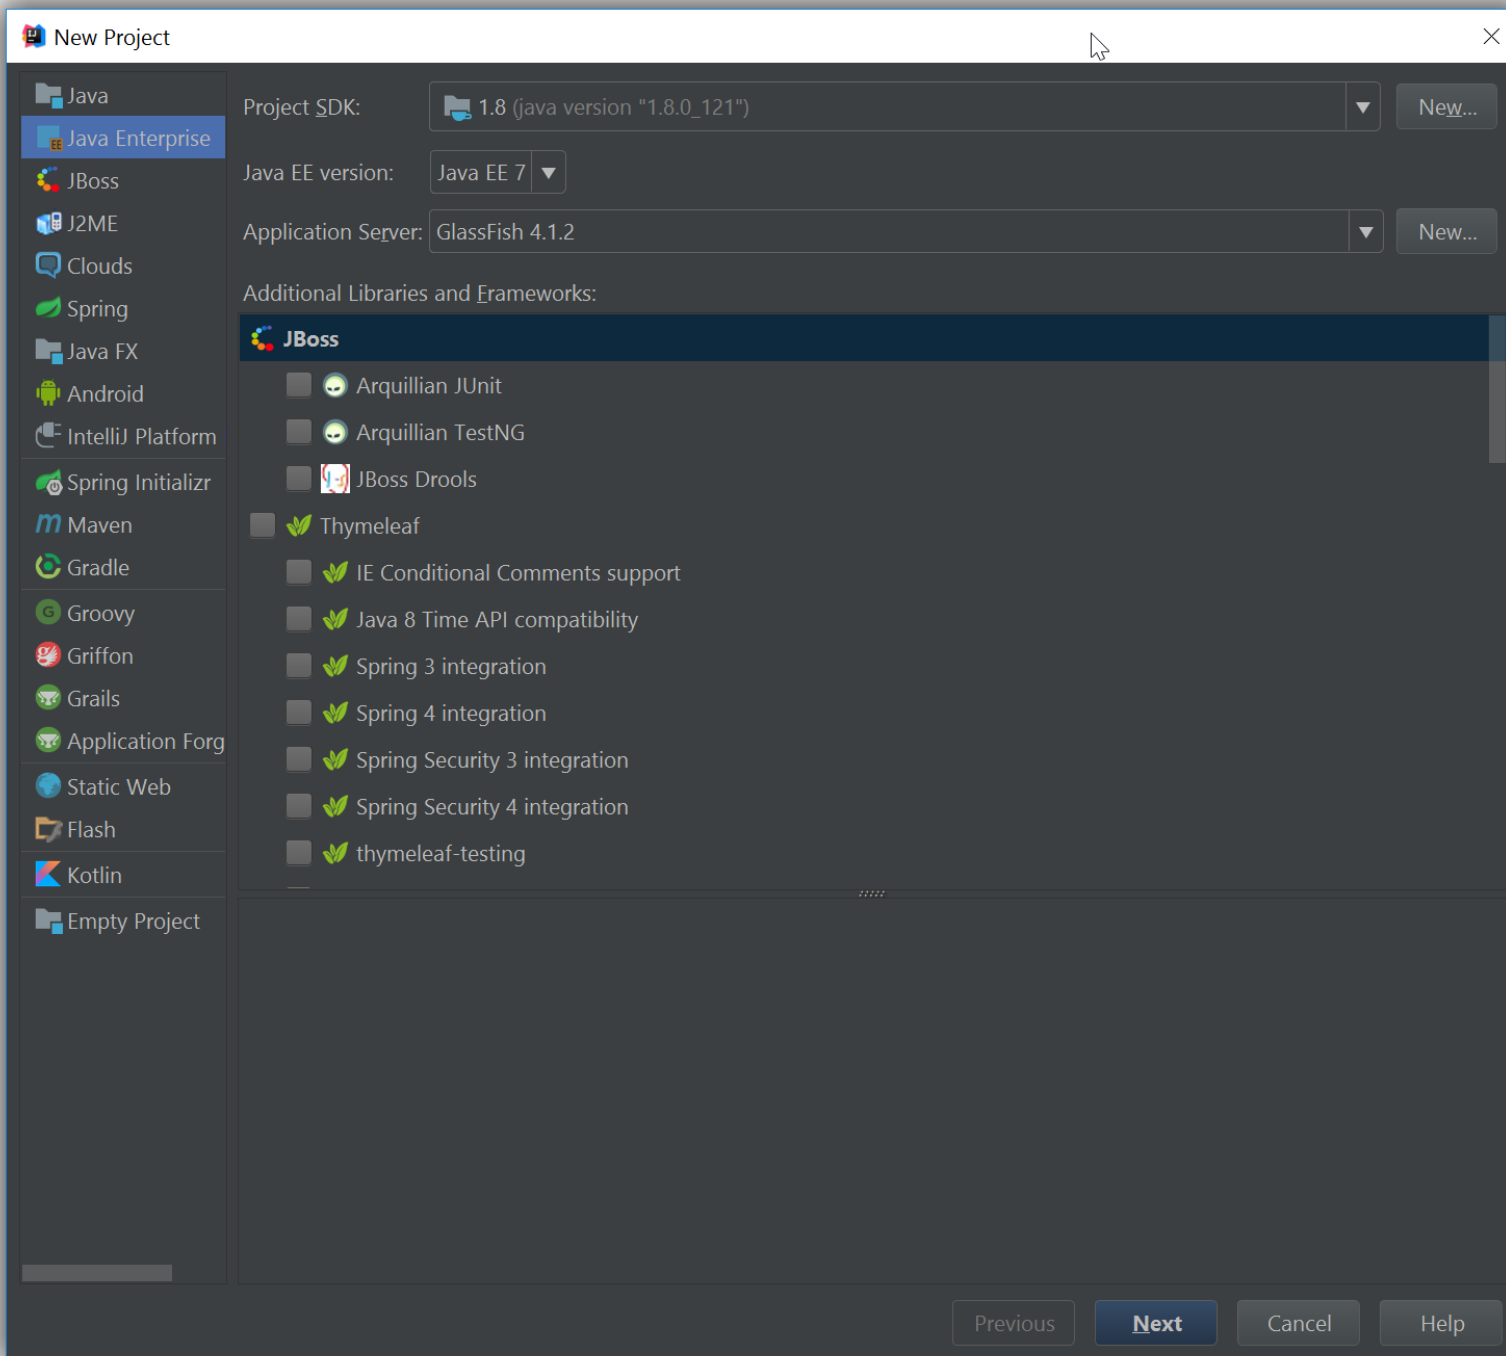 New Project
Java
Java Enterprise
JBoss
J2ME
Clouds
Spring
Java FX
Android
IntelliJ Platform
Spring Initializr
Maven
Gradle
Groovy
Griffon
Grails
Application Forg
Static Web
Flash
Kotlin
Empty Project
Project SDK: 1.8 (java version "1.8.0_121") New...
Java EE version: Java EE 7
Application Server: GlassFish 4.1.2 New...
Additional Libraries and Frameworks:
JBoss
Arquillian JUnit
Arquillian TestNG
JBoss Drools
Thymeleaf
IE Conditional Comments support
Java 8 Time API compatibility
Spring 3 integration
Spring 4 integration
Spring Security 3 integration
Spring Security 4 integration
thymeleaf-testing
Previous Next Cancel Help